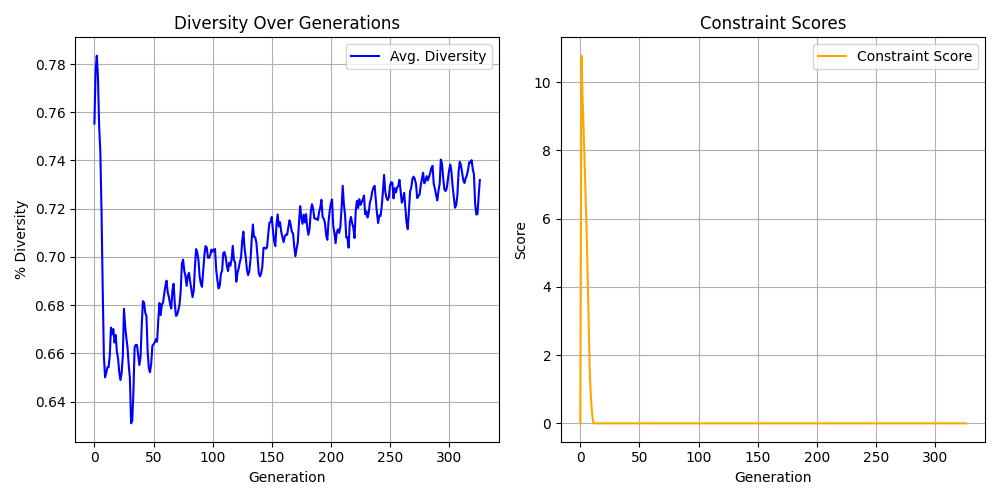 Diversity Over Generations
Avg. Diversity
% Diversity
0.78
0.76
0.74
0.72
0.70
0.68
0.66
0.64
0 50 100 150 200 250 300
Generation
Constraint Scores
Constraint Score
Score
10
8
6
4
2
0
0 50 100 150 200 250 300
Generation